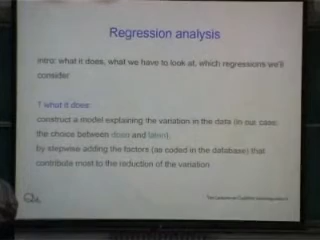 Regression analysis
intro: what it does, what we have to look at, which regressions we'll
consider
1 what it does:
construct a model explaining the variation in the data (in our case:
the choice between doen and laten),
by stepwise adding the factors (as coded in the database) that
contribute most to the reduction of the variation